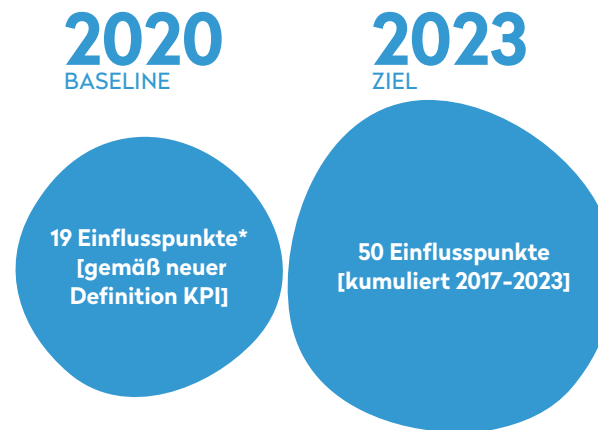 2020
BASELINE
19 Einflusspunkte*
[gemäß neuer
Definition KPI]
2023
ZIEL
50 Einflusspunkte
[kumuliert 2017-2023]